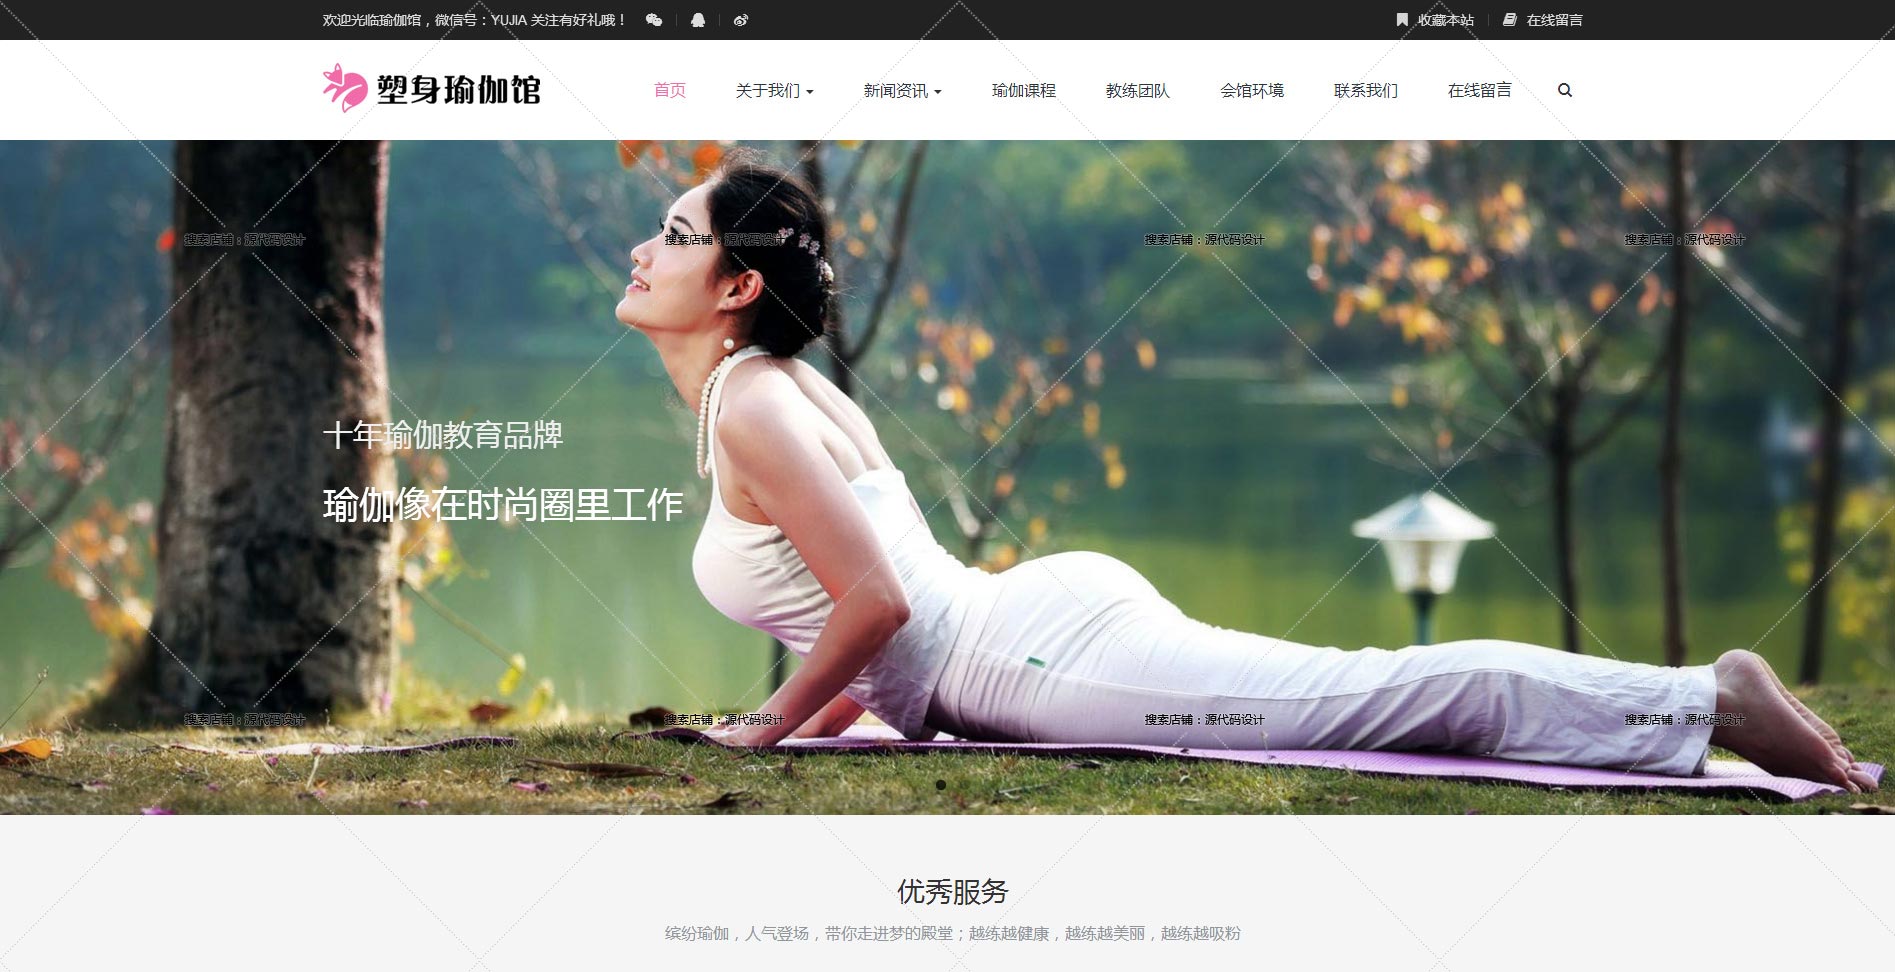 欢迎光临瑜伽馆，微信号：YUJIA 关注有好礼哦！
收藏本站
在线留言
塑身瑜伽馆
首页
关于我们
新闻资讯
瑜伽课程
教练团队
会馆环境
联系我们
在线留言
搜索店铺：源代码设计
搜索店铺：源代码设计
搜索店铺：源代码设计
搜索店铺：源代码设计
十年瑜伽教育品牌
瑜伽像在时尚圈里工作
搜索店铺：源代码设计
搜索店铺：源代码设计
搜索店铺：源代码设计
搜索店铺：源代码设计
优秀服务
缤纷瑜伽，人气登场，带你走进梦的殿堂；越练越健康，越练越美丽，越练越吸粉